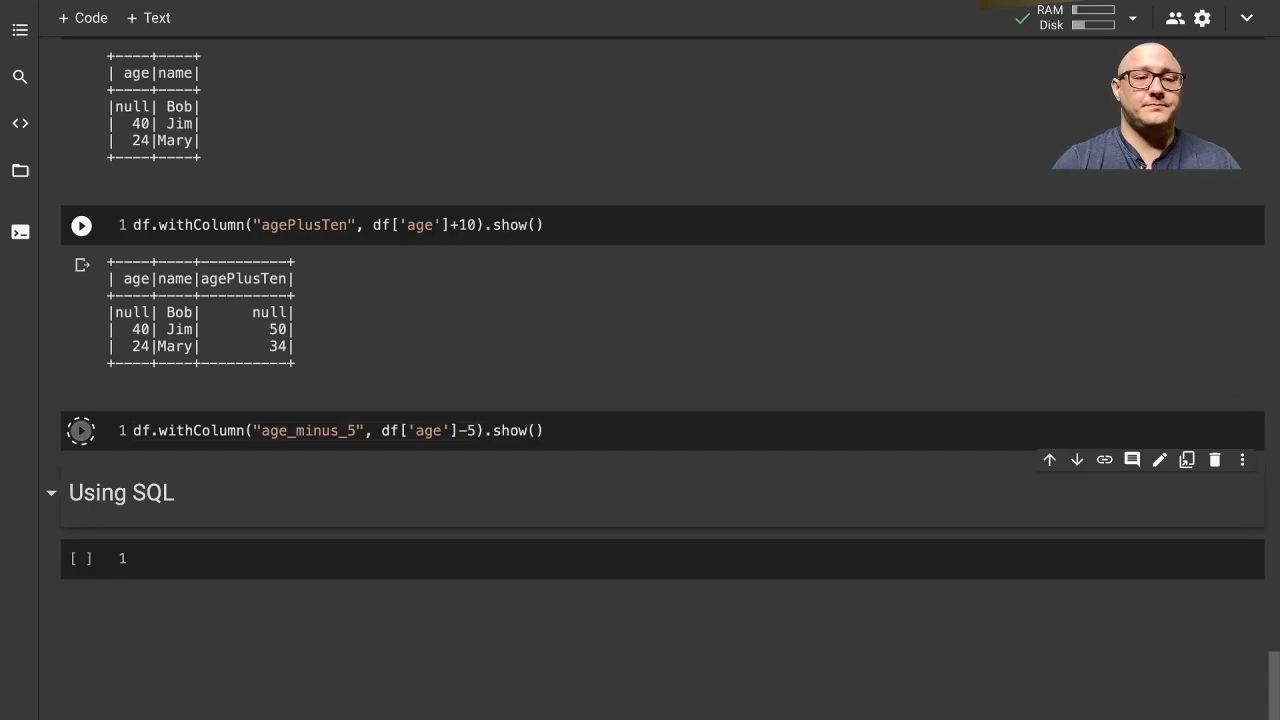 + Code + Text
RAM
Disk
+----+----+
| age|name|
+----+----+
|null| Bob|
|  40| Jim|
|  24|Mary|
+----+----+
1 df.withColumn("agePlusTen", df['age']+10).show()
+----+----+----------+
| age|name|agePlusTen|
+----+----+----------+
|null| Bob|      null|
|  40| Jim|        50|
|  24|Mary|        34|
+----+----+----------+
1 df.withColumn("age_minus_5", df['age']-5).show()
Using SQL
[ ] 1